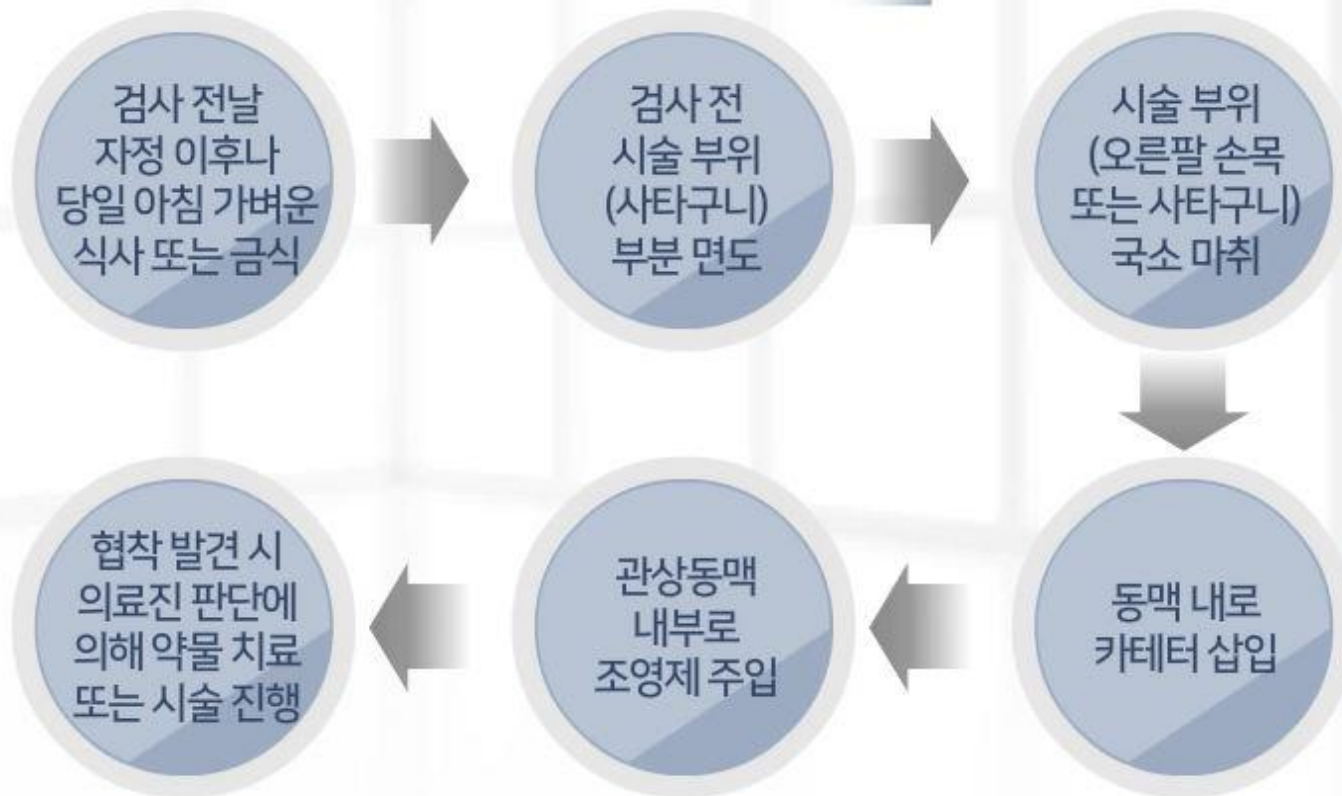 검사 전날
자정 이후나
당일 아침 가벼운
식사 또는 금식
검사 전
시술 부위
(사타구니)
부분 면도
시술 부위
(오른팔 손목
또는 사타구니)
국소 마취
동맥 내로
카테터 삽입
관상동맥
내부로
조영제 주입
협착 발견 시
의료진 판단에
의해 약물 치료
또는 시술 진행